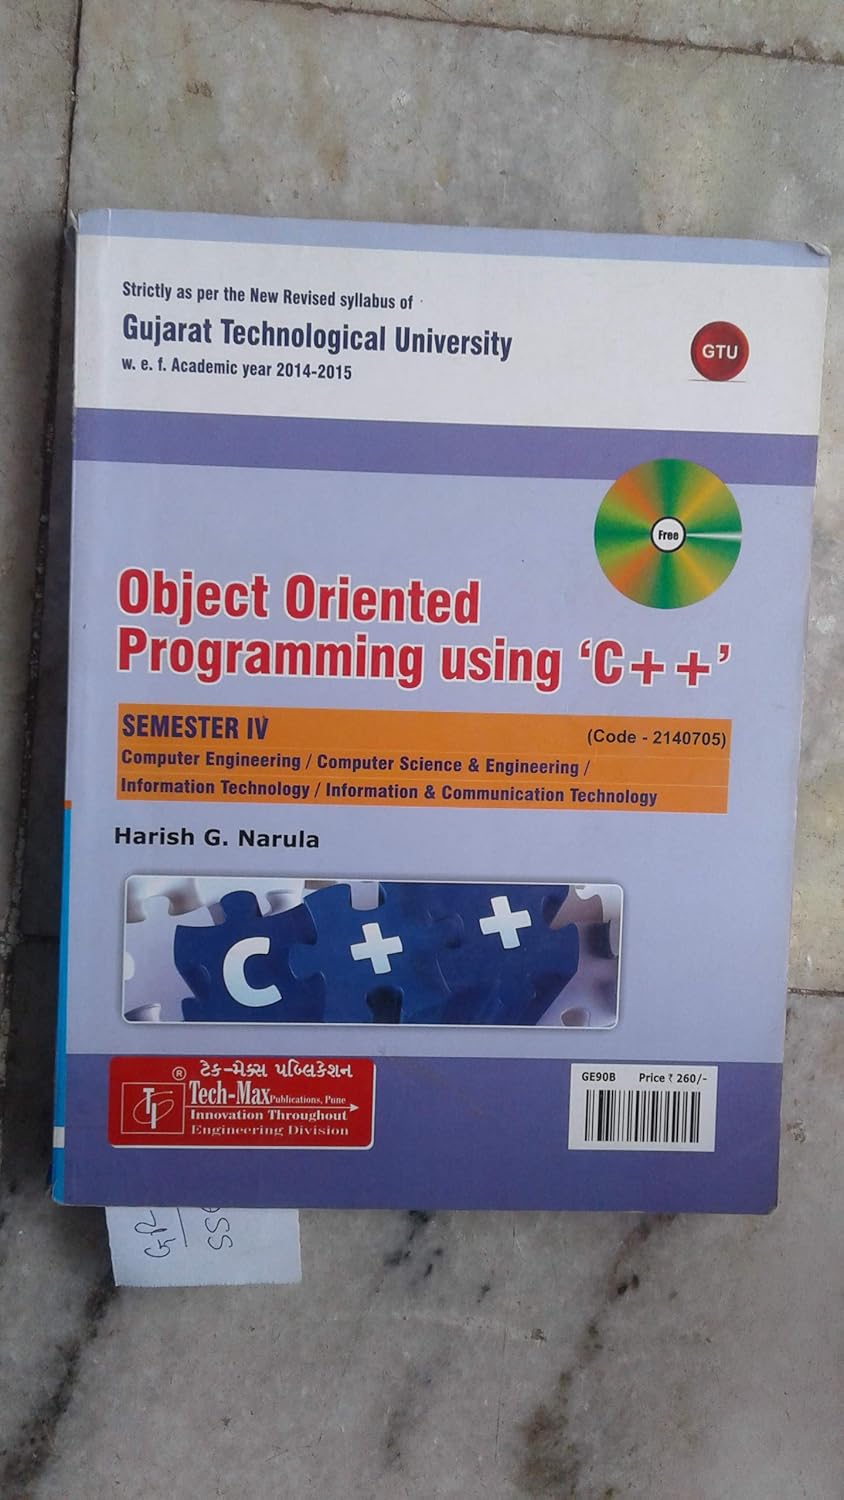 Strictly as per the New Revised syllabus of
Gujarat Technological University
w. e. f. Academic year 2014-2015
GTU
Free
Object Oriented
Programming using ‘C++’
SEMESTER IV
(Code - 2140705)
Computer Engineering / Computer Science & Engineering /
Information Technology / Information & Communication Technology
Harish G. Narula
C + +
® ટેક-મેક્સ પબ્લિકેશન
Tech-Max Publications, Pune
Innovation Throughout
Engineering Division
GE90B Price ₹ 260/-